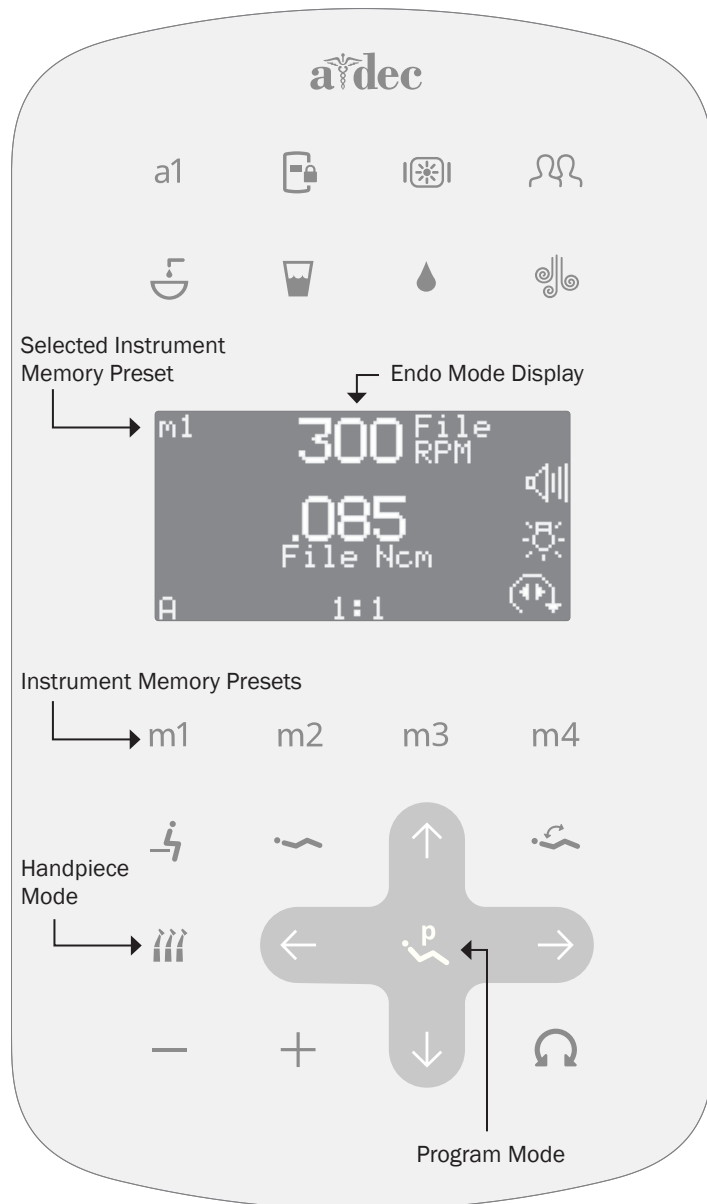 a dec
a1
Selected Instrument
Memory Preset
Endo Mode Display
m1
300 File
RPM
.085
File Ncm
A 1:1
Instrument Memory Presets
m1 m2 m3 m4
Handpiece
Mode
p
Program Mode